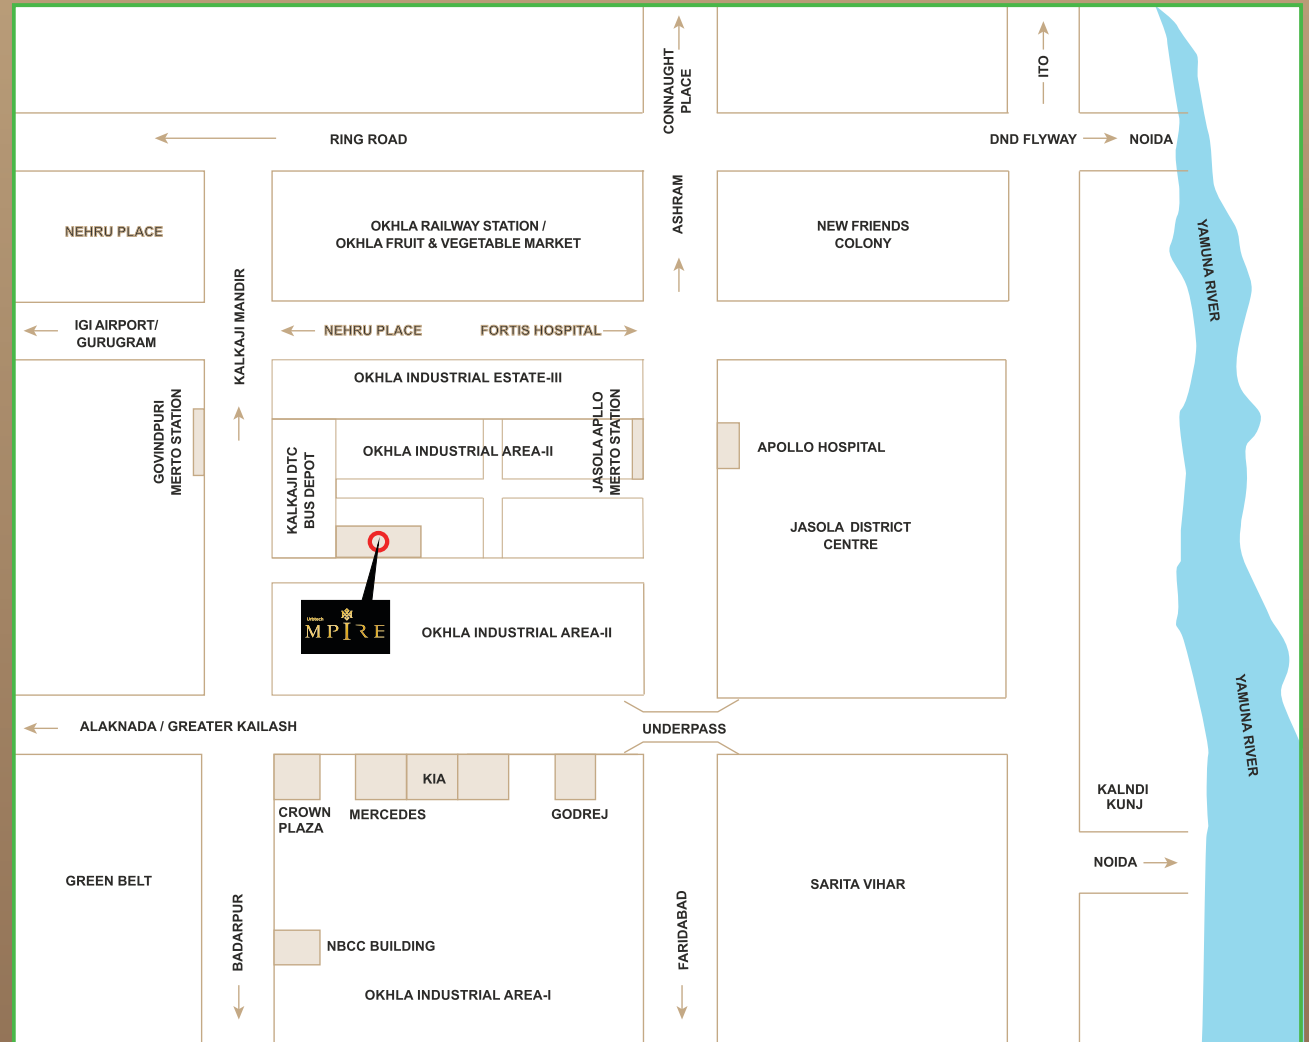 CONNAUGHT
PLACE
ITO
RING ROAD
DND FLYWAY
NOIDA
NEHRU PLACE
OKHLA RAILWAY STATION /
OKHLA FRUIT & VEGETABLE MARKET
ASHRAM
NEW FRIENDS
COLONY
YAMUNA RIVER
KALKAJI MANDIR
IGI AIRPORT/
GURUGRAM
NEHRU PLACE
FORTIS HOSPITAL
OKHLA INDUSTRIAL ESTATE-III
GOVINDPURI
MERTO STATION
KALKAJI DTC
BUS DEPOT
OKHLA INDUSTRIAL AREA-II
JASOLA APLLO
MERTO STATION
APOLLO HOSPITAL
JASOLA DISTRICT
CENTRE
Urbtech
MPIRE
OKHLA INDUSTRIAL AREA-II
YAMUNA RIVER
ALAKNADA / GREATER KAILASH
UNDERPASS
KIA
CROWN
PLAZA
MERCEDES
GODREJ
KALNDI
KUNJ
NOIDA
GREEN BELT
SARITA VIHAR
BADARPUR
NBCC BUILDING
FARIDABAD
OKHLA INDUSTRIAL AREA-I